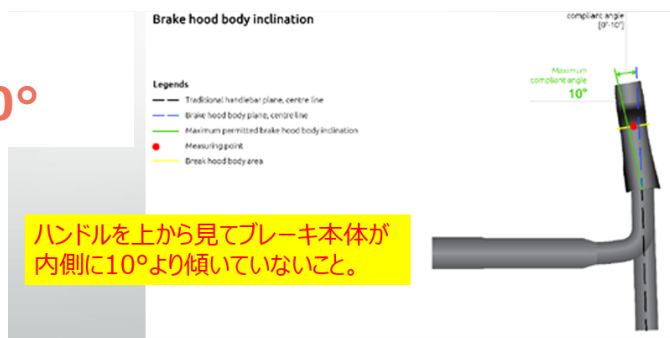 Brake hood body inclination
compliant angle
[0°-10°]
0°
Maximum
compliant angle
10°
Legends
Traditional handlebar plane, centre line
Brake hood body plane, centre line
Maximum permitted brake hood body inclination
Measuring point
Break hood body area
ハンドルを上から見てブレーキ本体が
内側に10°より傾いていないこと。